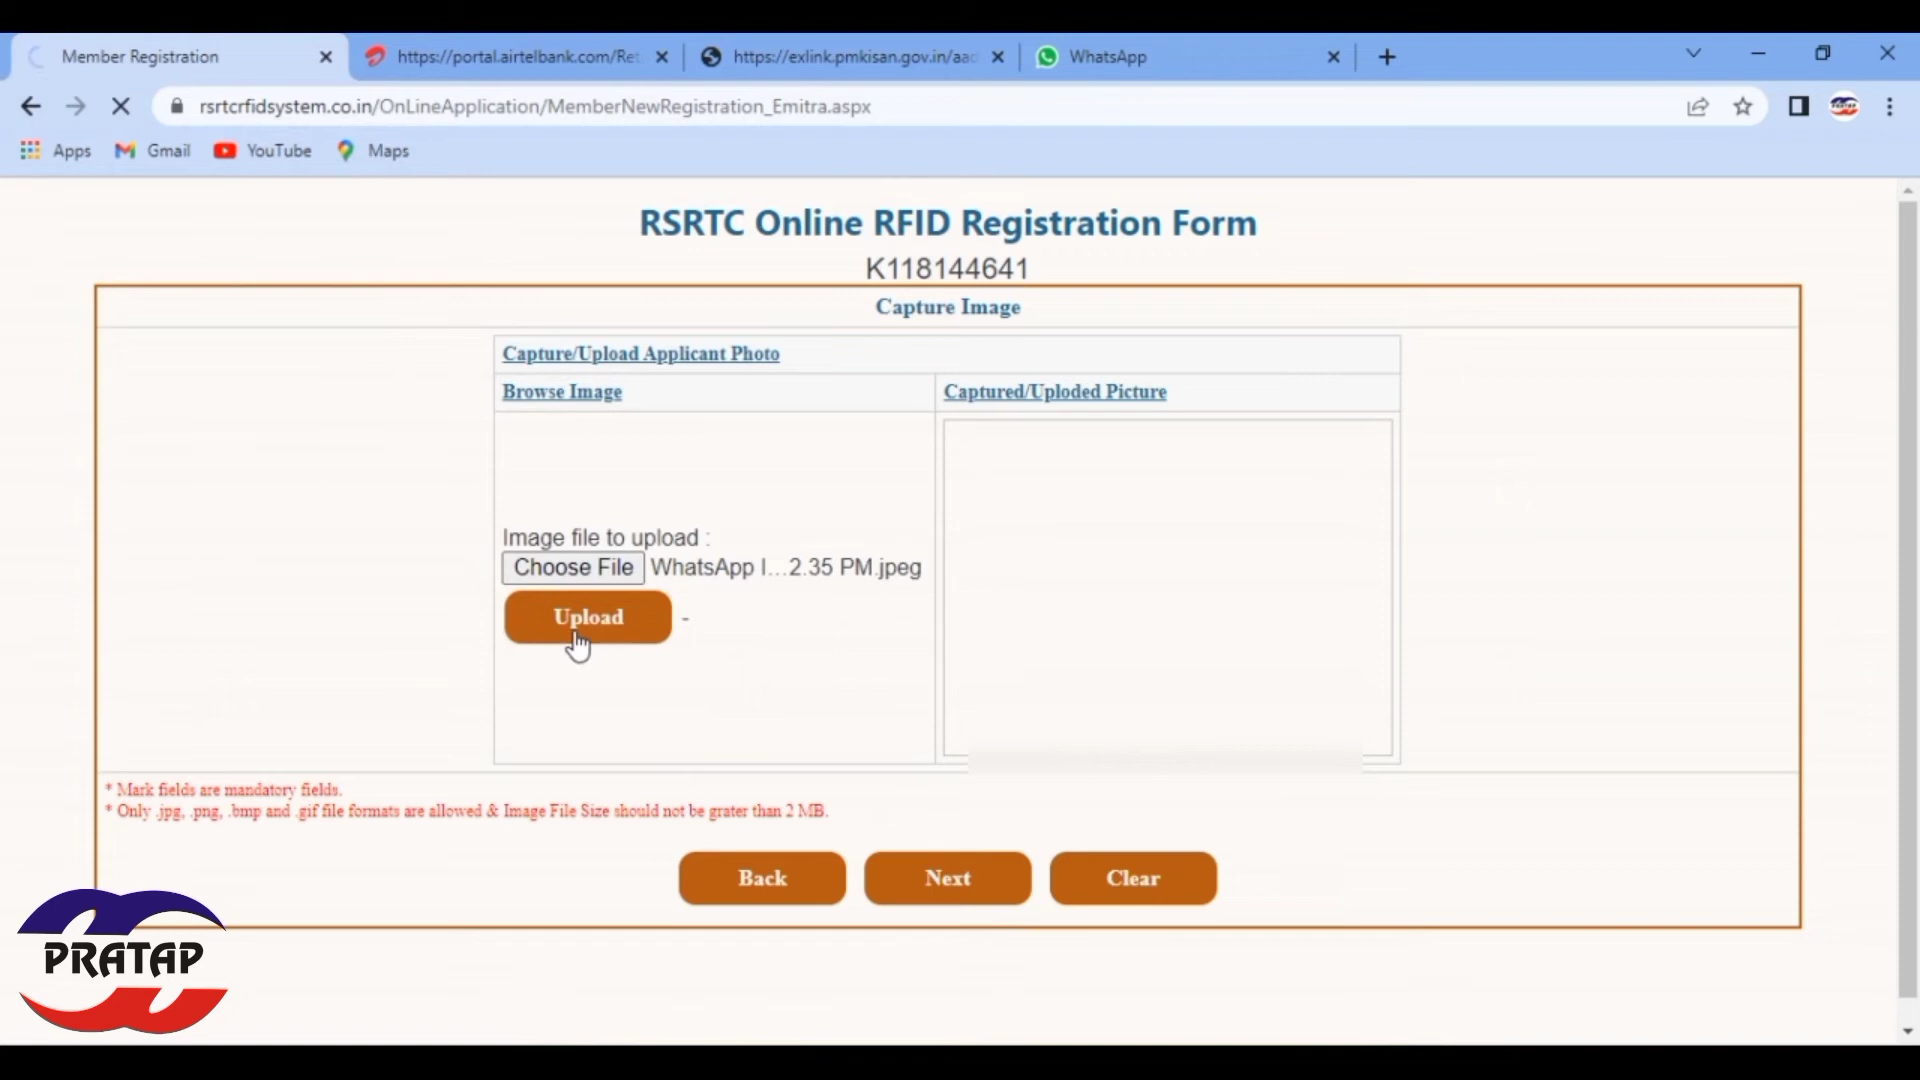 Member Registration
https://portal.airtelbank.com/Ret
https://exlink.pmkisan.gov.in/aad
WhatsApp
rsrtcrfidsystem.co.in/OnLineApplication/MemberNewRegistration_Emitra.aspx
Apps
Gmail
YouTube
Maps
RSRTC Online RFID Registration Form
K118144641
Capture Image
Capture/Upload Applicant Photo
Browse Image
Captured/Uploded Picture
Image file to upload :
Choose File WhatsApp I...2.35 PM.jpeg
Upload -
* Mark fields are mandatory fields.
* Only .jpg, .png, .bmp and .gif file formats are allowed & Image File Size should not be grater than 2 MB.
Back
Next
Clear
PRATAP